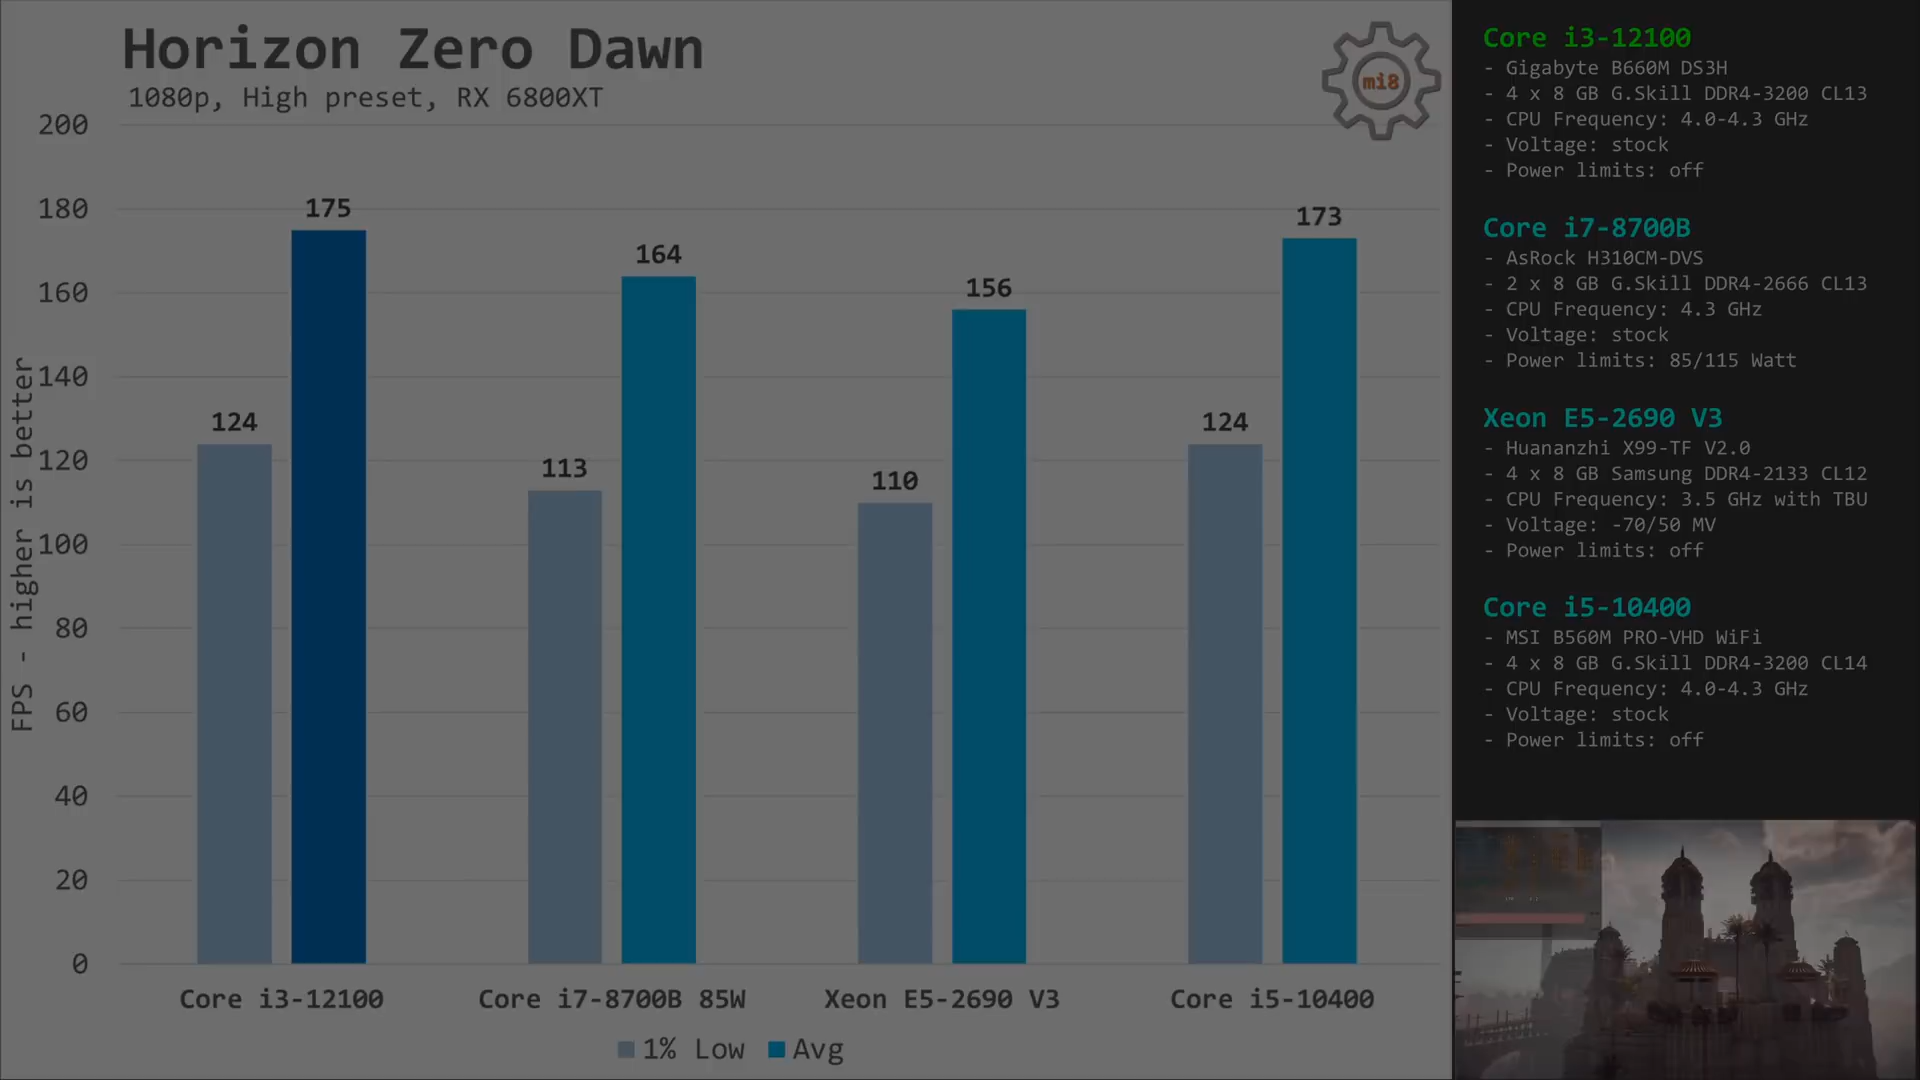 Horizon Zero Dawn
1080p, High preset, RX 6800XT
mi8
FPS - higher is better
200
180
160
140
120
100
80
60
40
20
0
124
175
113
164
110
156
124
173
Core i3-12100
Core i7-8700B 85W
Xeon E5-2690 V3
Core i5-10400
1% Low
Avg
Core i3-12100
- Gigabyte B660M DS3H
- 4 x 8 GB G.Skill DDR4-3200 CL13
- CPU Frequency: 4.0-4.3 GHz
- Voltage: stock
- Power limits: off
Core i7-8700B
- AsRock H310CM-DVS
- 2 x 8 GB G.Skill DDR4-2666 CL13
- CPU Frequency: 4.3 GHz
- Voltage: stock
- Power limits: 85/115 Watt
Xeon E5-2690 V3
- Huananzhi X99-TF V2.0
- 4 x 8 GB Samsung DDR4-2133 CL12
- CPU Frequency: 3.5 GHz with TBU
- Voltage: -70/50 MV
- Power limits: off
Core i5-10400
- MSI B560M PRO-VHD WiFi
- 4 x 8 GB G.Skill DDR4-3200 CL14
- CPU Frequency: 4.0-4.3 GHz
- Voltage: stock
- Power limits: off